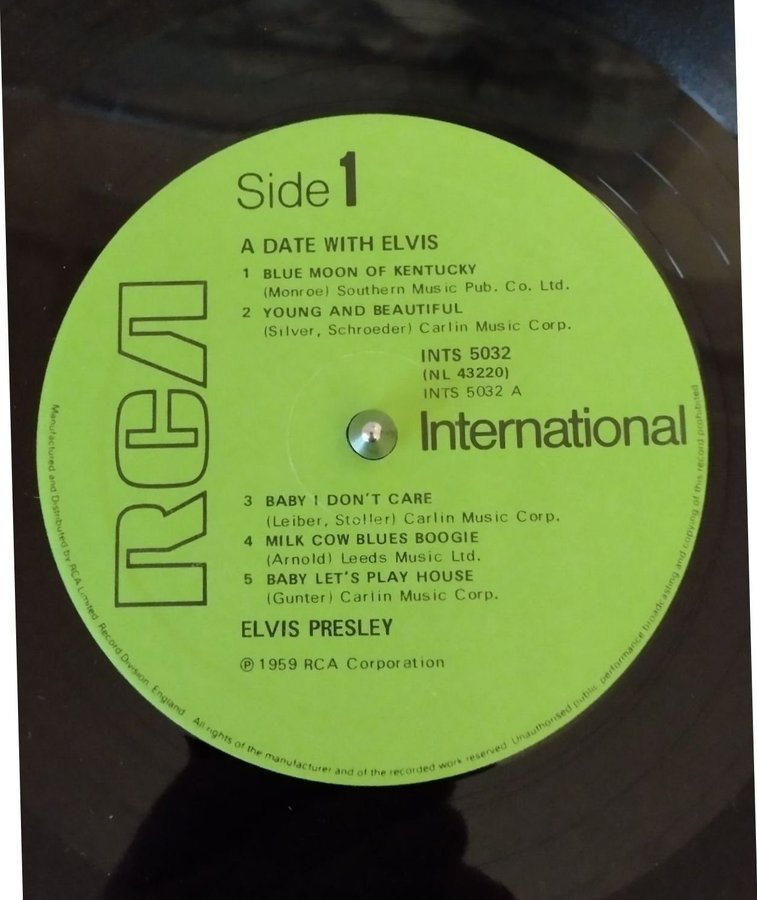 Side 1
A DATE WITH ELVIS
1 BLUE MOON OF KENTUCKY
(Monroe) Southern Music Pub. Co. Ltd.
2 YOUNG AND BEAUTIFUL
(Silver, Schroeder) Carlin Music Corp.
INTS 5032
(NL 43220)
INTS 5032 A
RCA
International
3 BABY I DON'T CARE
(Leiber, Stoller) Carlin Music Corp.
4 MILK COW BLUES BOOGIE
(Arnold) Leeds Music Ltd.
5 BABY LET'S PLAY HOUSE
(Gunter) Carlin Music Corp.
ELVIS PRESLEY
℗ 1959 RCA Corporation
Manufactured and Distributed by RCA Limited, Record Division, England. All rights of the manufacturer and of the recorded work reserved. Unauthorised public performance broadcasting and copying of this record prohibited